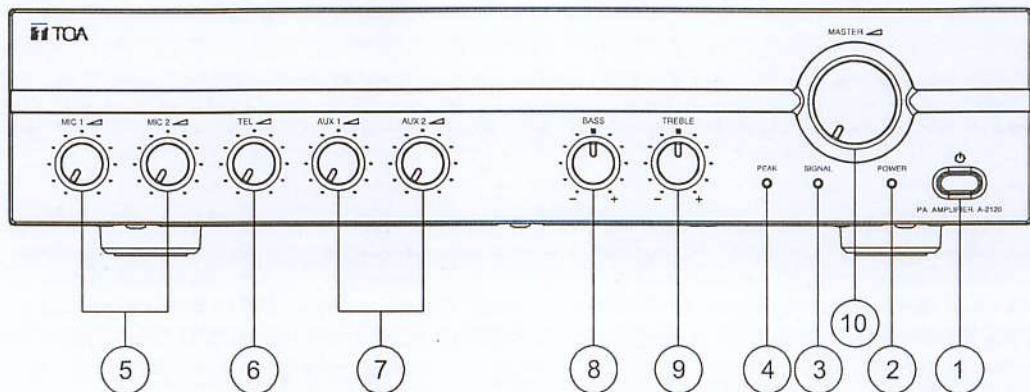 TOA
MASTER
MIC 1
MIC 2
TEL
AUX 1
AUX 2
BASS
TREBLE
PEAK
SIGNAL
POWER
- +
- +
PA AMPLIFIER A-2120
5
6
7
8
9
4
3
10
2
1